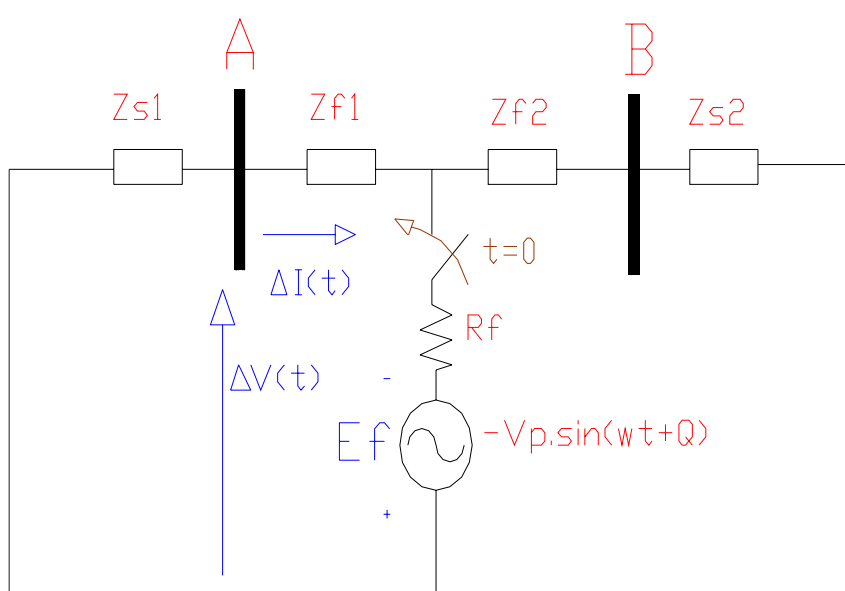 A
B
Zs1
Zf1
Zf2
Zs2
t=0
ΔI(t)
Rf
ΔV(t)
-
Ef
-Vp.sin(wt+Q)
+